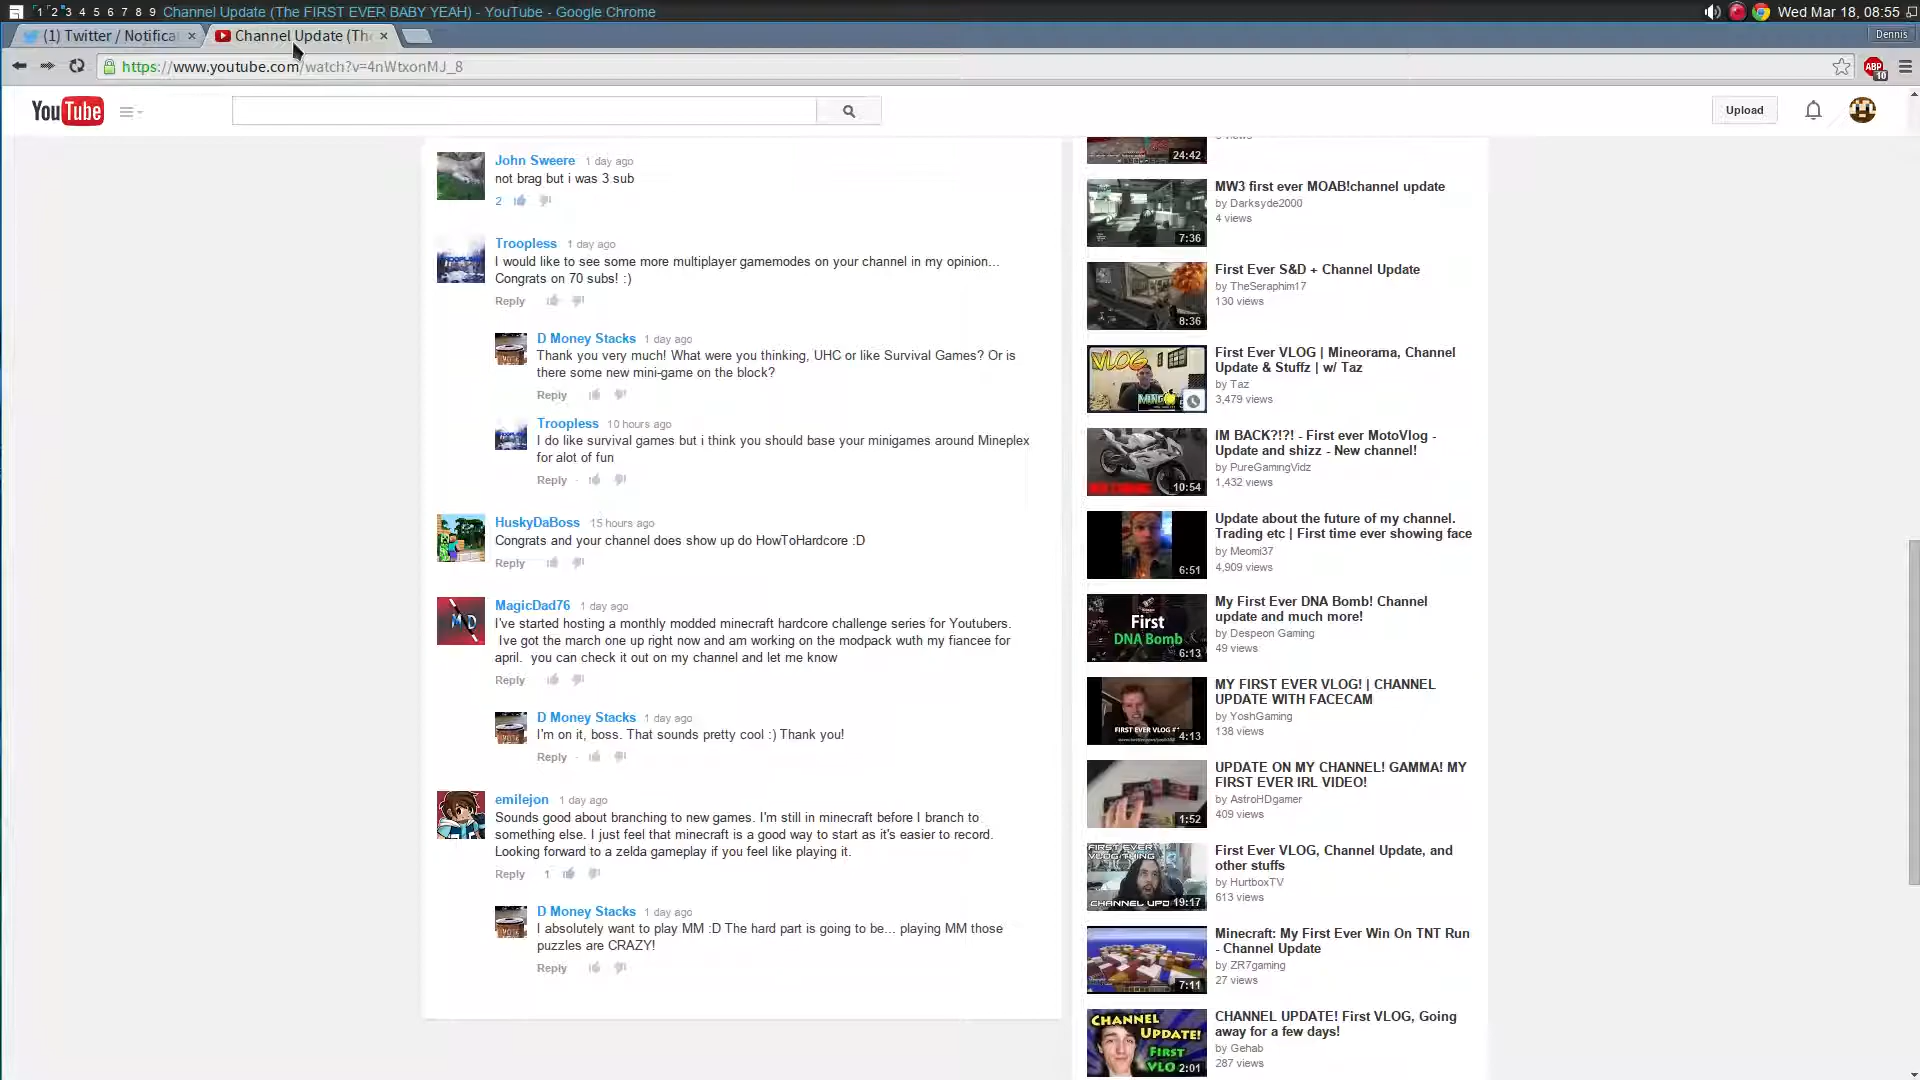 1 2 3 4 5 6 7 8 9 Channel Update (The FIRST EVER BABY YEAH) - YouTube - Google Chrome
Wed Mar 18, 08:55
(1) Twitter / Notifica
Channel Update (The
Dennis
https://www.youtube.com/watch?v=4nWtxonMJ_8
ABP
10
YouTube
Upload
John Sweere 1 day ago
not brag but i was 3 sub
2
Troopless 1 day ago
I would like to see some more multiplayer gamemodes on your channel in my opinion...
Congrats on 70 subs! :)
Reply
D Money Stacks 1 day ago
Thank you very much! What were you thinking, UHC or like Survival Games? Or is
there some new mini-game on the block?
Reply
Troopless 10 hours ago
I do like survival games but i think you should base your minigames around Mineplex
for alot of fun
Reply
HuskyDaBoss 15 hours ago
Congrats and your channel does show up do HowToHardcore :D
Reply
MagicDad76 1 day ago
I've started hosting a monthly modded minecraft hardcore challenge series for Youtubers.
Ive got the march one up right now and am working on the modpack wuth my fiancee for
april. you can check it out on my channel and let me know
Reply
D Money Stacks 1 day ago
I'm on it, boss. That sounds pretty cool :) Thank you!
Reply
emilejon 1 day ago
Sounds good about branching to new games. I'm still in minecraft before I branch to
something else. I just feel that minecraft is a good way to start as it's easier to record.
Looking forward to a zelda gameplay if you feel like playing it.
Reply 1
D Money Stacks 1 day ago
I absolutely want to play MM :D The hard part is going to be... playing MM those
puzzles are CRAZY!
Reply
24:42
MW3 first ever MOAB!channel update
by Darksyde2000
4 views
7:36
First Ever S&D + Channel Update
by TheSeraphim17
130 views
8:36
VLOG
First Ever VLOG | Mineorama, Channel
Update & Stuffz | w/ Taz
by Taz
3,479 views
IM BACK?!?! - First ever MotoVlog -
Update and shizz - New channel!
by PureGamingVidz
1,432 views
10:54
Update about the future of my channel.
Trading etc | First time ever showing face
by Meomi37
4,909 views
6:51
First
DNA Bomb
6:13
My First Ever DNA Bomb! Channel
update and much more!
by Despeon Gaming
49 views
FIRST EVER VLOG
4:13
MY FIRST EVER VLOG! | CHANNEL
UPDATE WITH FACECAM
by YoshGaming
138 views
UPDATE ON MY CHANNEL! GAMMA! MY
FIRST EVER IRL VIDEO!
by AstroHDgamer
409 views
1:52
FIRST EVER
VLOG THING
CHANNEL UPD
19:17
First Ever VLOG, Channel Update, and
other stuffs
by HurtboxTV
613 views
Minecraft: My First Ever Win On TNT Run
- Channel Update
by ZR7gaming
27 views
7:11
CHANNEL
UPDATE!
FIRST
VLO
2:01
CHANNEL UPDATE! First VLOG, Going
away for a few days!
by Gehab
287 views